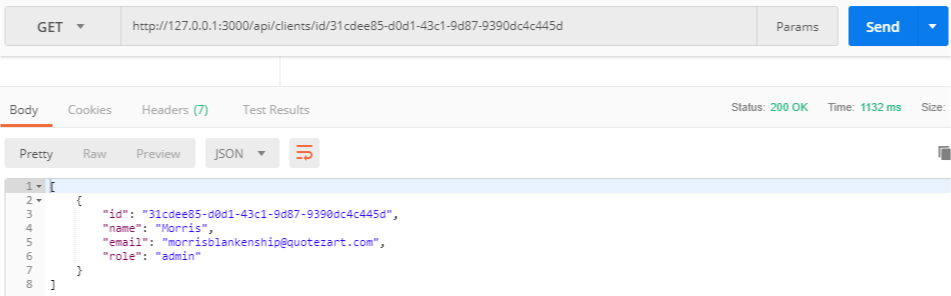 GET http://127.0.0.1:3000/api/clients/id/31cdee85-d0d1-43c1-9d87-9390dc4c445d Params Send
Body Cookies Headers (7) Test Results Status: 200 OK Time: 1132 ms Size:
Pretty Raw Preview JSON
1 [
2 {
3 "id": "31cdee85-d0d1-43c1-9d87-9390dc4c445d",
4 "name": "Morris",
5 "email": "morrisblankenship@quotezart.com",
6 "role": "admin"
7 }
8 ]